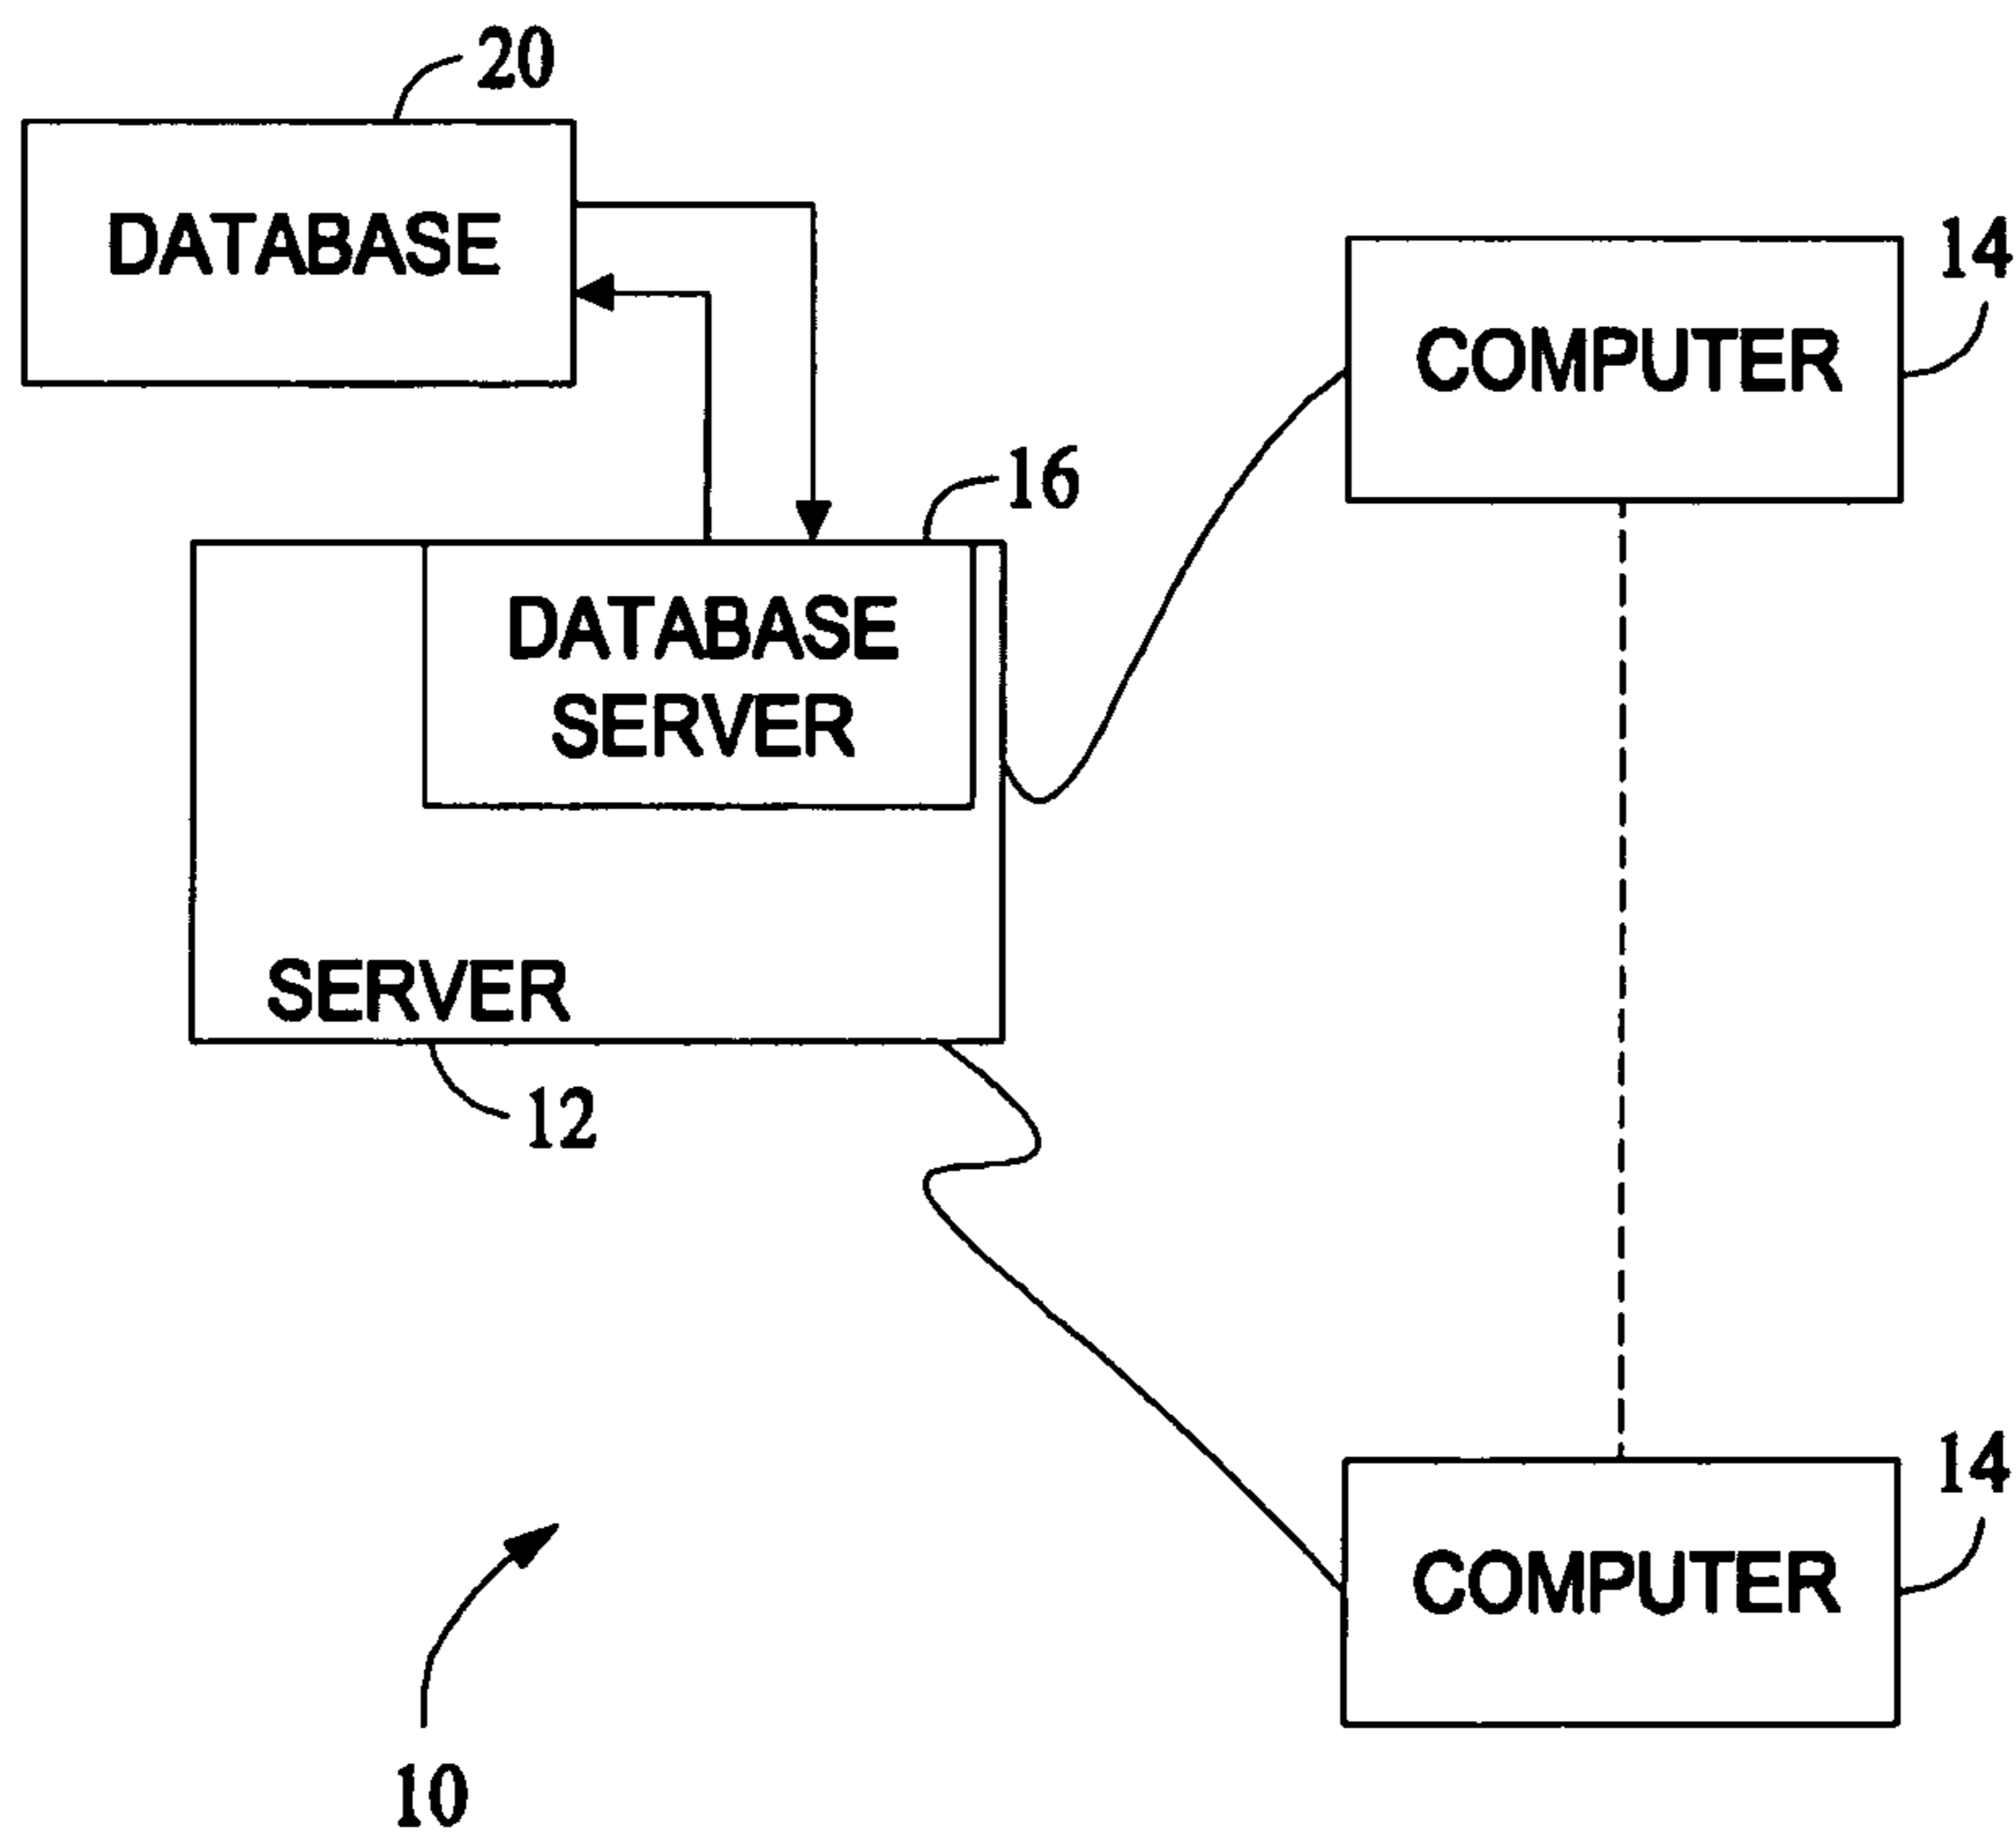 20
DATABASE
14
COMPUTER
16
DATABASE
SERVER
SERVER
12
14
COMPUTER
10